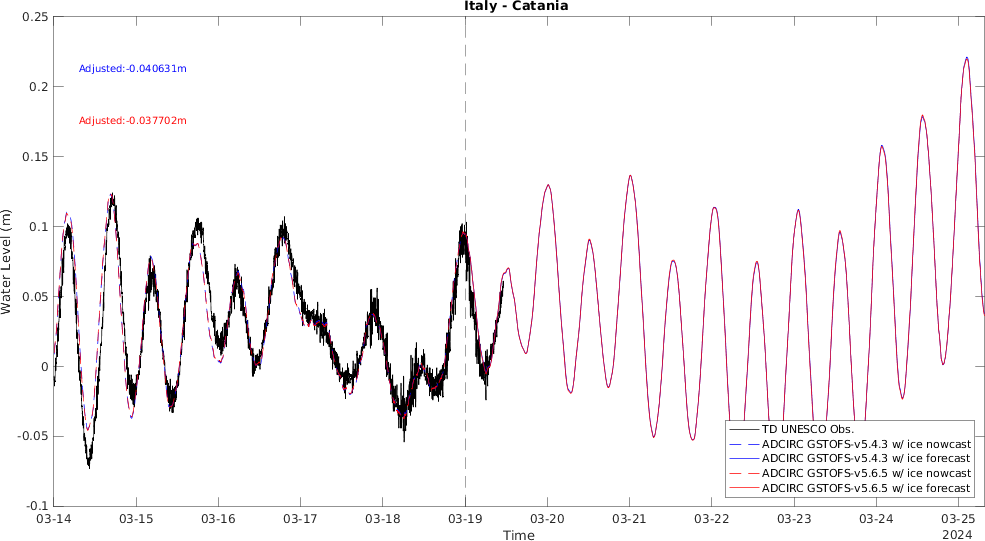 Italy - Catania
0.25
0.2
0.15
0.1
0.05
0
-0.05
-0.1
Water Level (m)
Adjusted:-0.040631m
Adjusted:-0.037702m
TD UNESCO Obs.
ADCIRC GSTOFS-v5.4.3 w/ ice nowcast
ADCIRC GSTOFS-v5.4.3 w/ ice forecast
ADCIRC GSTOFS-v5.6.5 w/ ice nowcast
ADCIRC GSTOFS-v5.6.5 w/ ice forecast
03-14 03-15 03-16 03-17 03-18 03-19 03-20 03-21 03-22 03-23 03-24 03-25
Time
2024